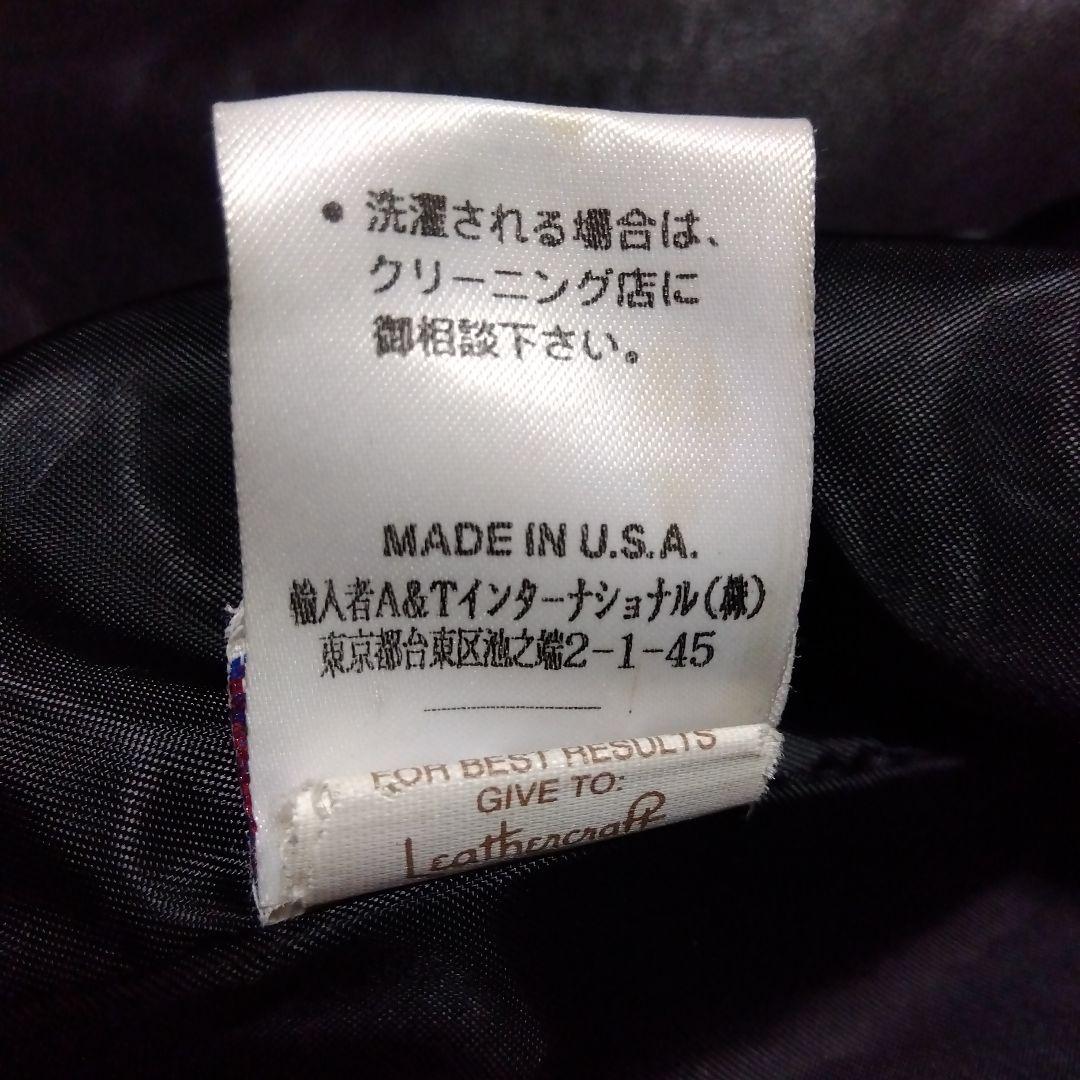 • 洗濯される場合は、
クリーニング店に
御相談下さい。
MADE IN U.S.A.
輸入者A&Tインターナショナル(株)
東京都台東区池之端2-1-45
FOR BEST RESULTS
GIVE TO:
Leathercraft